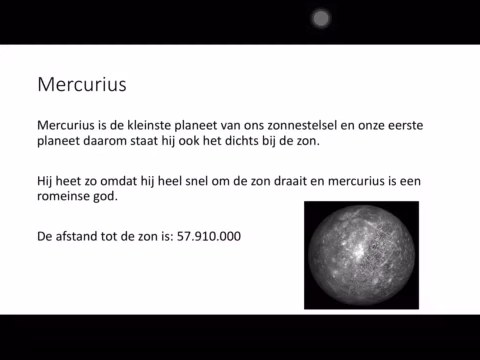 Mercurius
Mercurius is de kleinste planeet van ons zonnestelsel en onze eerste
planeet daarom staat hij ook het dichts bij de zon.
Hij heet zo omdat hij heel snel om de zon draait en mercurius is een
romeinse god.
De afstand tot de zon is: 57.910.000